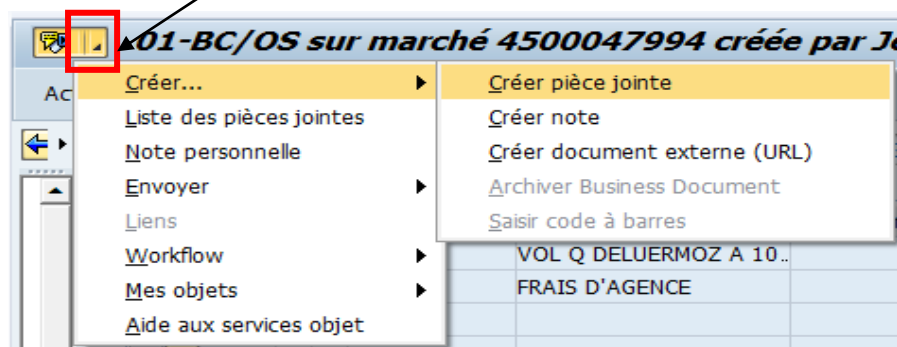 01-BC/OS sur marché 4500047994 créée par J
Ac
Créer...
Liste des pièces jointes
Note personnelle
Envoyer
Liens
Workflow
Mes objets
Aide aux services objet
Créer pièce jointe
Créer note
Créer document externe (URL)
Archiver Business Document
Saisir code à barres
VOL Q DELUERMOZ A 10..
FRAIS D'AGENCE